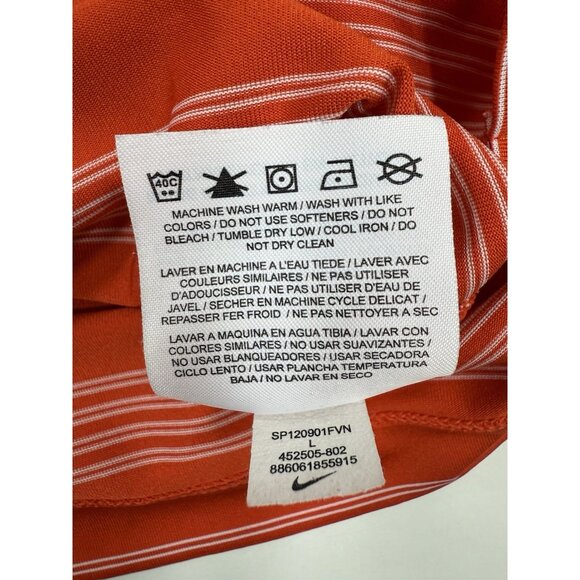 40C
MACHINE WASH WARM / WASH WITH LIKE
COLORS / DO NOT USE SOFTENERS / DO NOT
BLEACH / TUMBLE DRY LOW / COOL IRON / DO
NOT DRY CLEAN
LAVER EN MACHINE A L'EAU TIEDE / LAVER AVEC
COULEURS SIMILAIRES / NE PAS UTILISER
D'ADOUCISSEUR / NE PAS UTILISER D'EAU DE
JAVEL / SECHER EN MACHINE CYCLE DELICAT /
REPASSER FER FROID / NE PAS NETTOYER A SEC
LAVAR A MAQUINA EN AGUA TIBIA / LAVAR CON
COLORES SIMILARES / NO USAR SUAVIZANTES /
NO USAR BLANQUEADORES / USAR SECADORA
CICLO LENTO / USAR PLANCHA TEMPERATURA
BAJA / NO LAVAR EN SECO
SP120901FVN
L
452505-802
886061855915